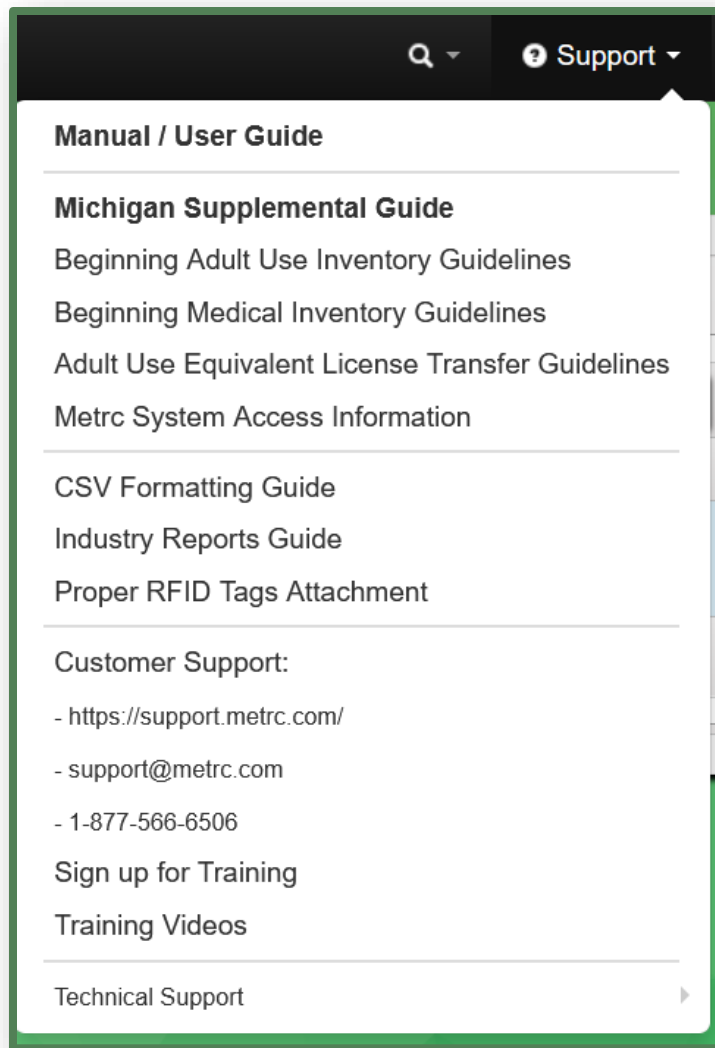 Support
Manual / User Guide
Michigan Supplemental Guide
Beginning Adult Use Inventory Guidelines
Beginning Medical Inventory Guidelines
Adult Use Equivalent License Transfer Guidelines
Metrc System Access Information
CSV Formatting Guide
Industry Reports Guide
Proper RFID Tags Attachment
Customer Support:
- https://support.metrc.com/
- support@metrc.com
- 1-877-566-6506
Sign up for Training
Training Videos
Technical Support